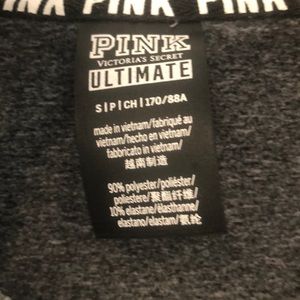 PINK PINK PINK
PINK
VICTORIA'S SECRET
ULTIMATE
S | P | CH | 170/88A
made in vietnam/fabriqué au
vietnam/hecho en vietnam/
fabbricato in vietnam/
越南制造
90% polyester/poliéster/
polyester/聚酯纤维/
10% elastane/élasthanne/
elastano/elastam/氨纶